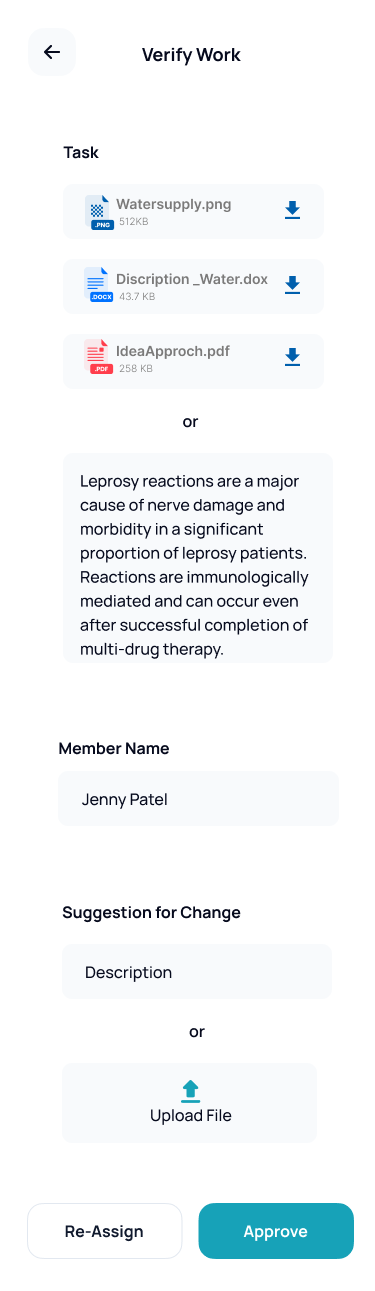 Verify Work
Task
Watersupply.png
.PNG
512KB
Discription _Water.dox
.DOCX
43.7 KB
IdeaApproch.pdf
.PDF
258 KB
or
Leprosy reactions are a major
cause of nerve damage and
morbidity in a significant
proportion of leprosy patients.
Reactions are immunologically
mediated and can occur even
after successful completion of
multi-drug therapy.
Member Name
Jenny Patel
Suggestion for Change
Description
or
Upload File
Re-Assign
Approve